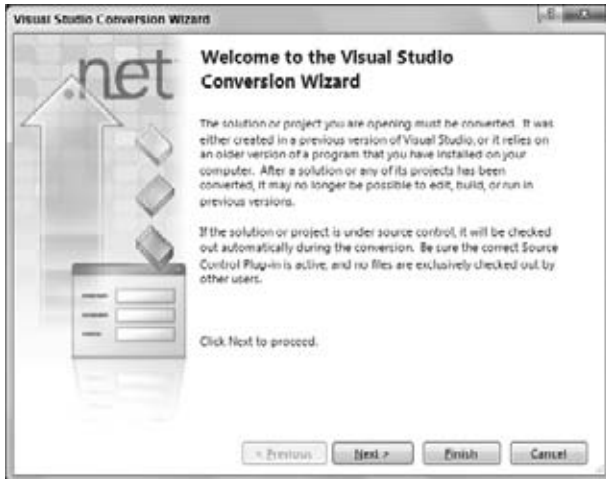 Visual Studio Conversion Wizard
.net
Welcome to the Visual Studio
Conversion Wizard
The solution or project you are opening must be converted. It was
either created in a previous version of Visual Studio, or it relies on
an older version of a program that you have installed on your
computer. After a solution or any of its projects has been
converted, it may no longer be possible to edit, build, or run in
previous versions.
If the solution or project is under source control, it will be checked
out automatically during the conversion. Be sure the correct Source
Control Plug-in is active, and no files are exclusively checked out by
other users.
Click Next to proceed.
< Previous
Next >
Finish
Cancel